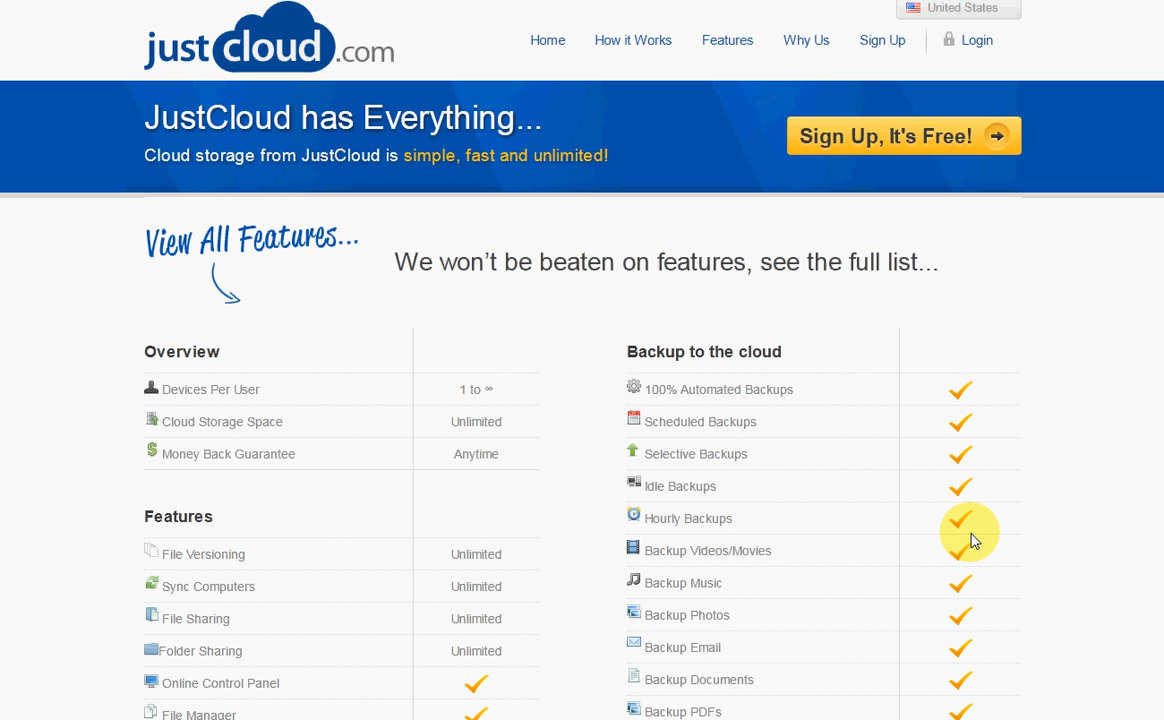 United States
justcloud.com
Home How it Works Features Why Us Sign Up Login
JustCloud has Everything...
Cloud storage from JustCloud is simple, fast and unlimited!
Sign Up, It's Free!
View All Features...
We won't be beaten on features, see the full list...
Overview
Devices Per User 1 to ∞
Cloud Storage Space Unlimited
Money Back Guarantee Anytime
Features
File Versioning Unlimited
Sync Computers Unlimited
File Sharing Unlimited
Folder Sharing Unlimited
Online Control Panel
File Manager
Backup to the cloud
100% Automated Backups
Scheduled Backups
Selective Backups
Idle Backups
Hourly Backups
Backup Videos/Movies
Backup Music
Backup Photos
Backup Email
Backup Documents
Backup PDFs